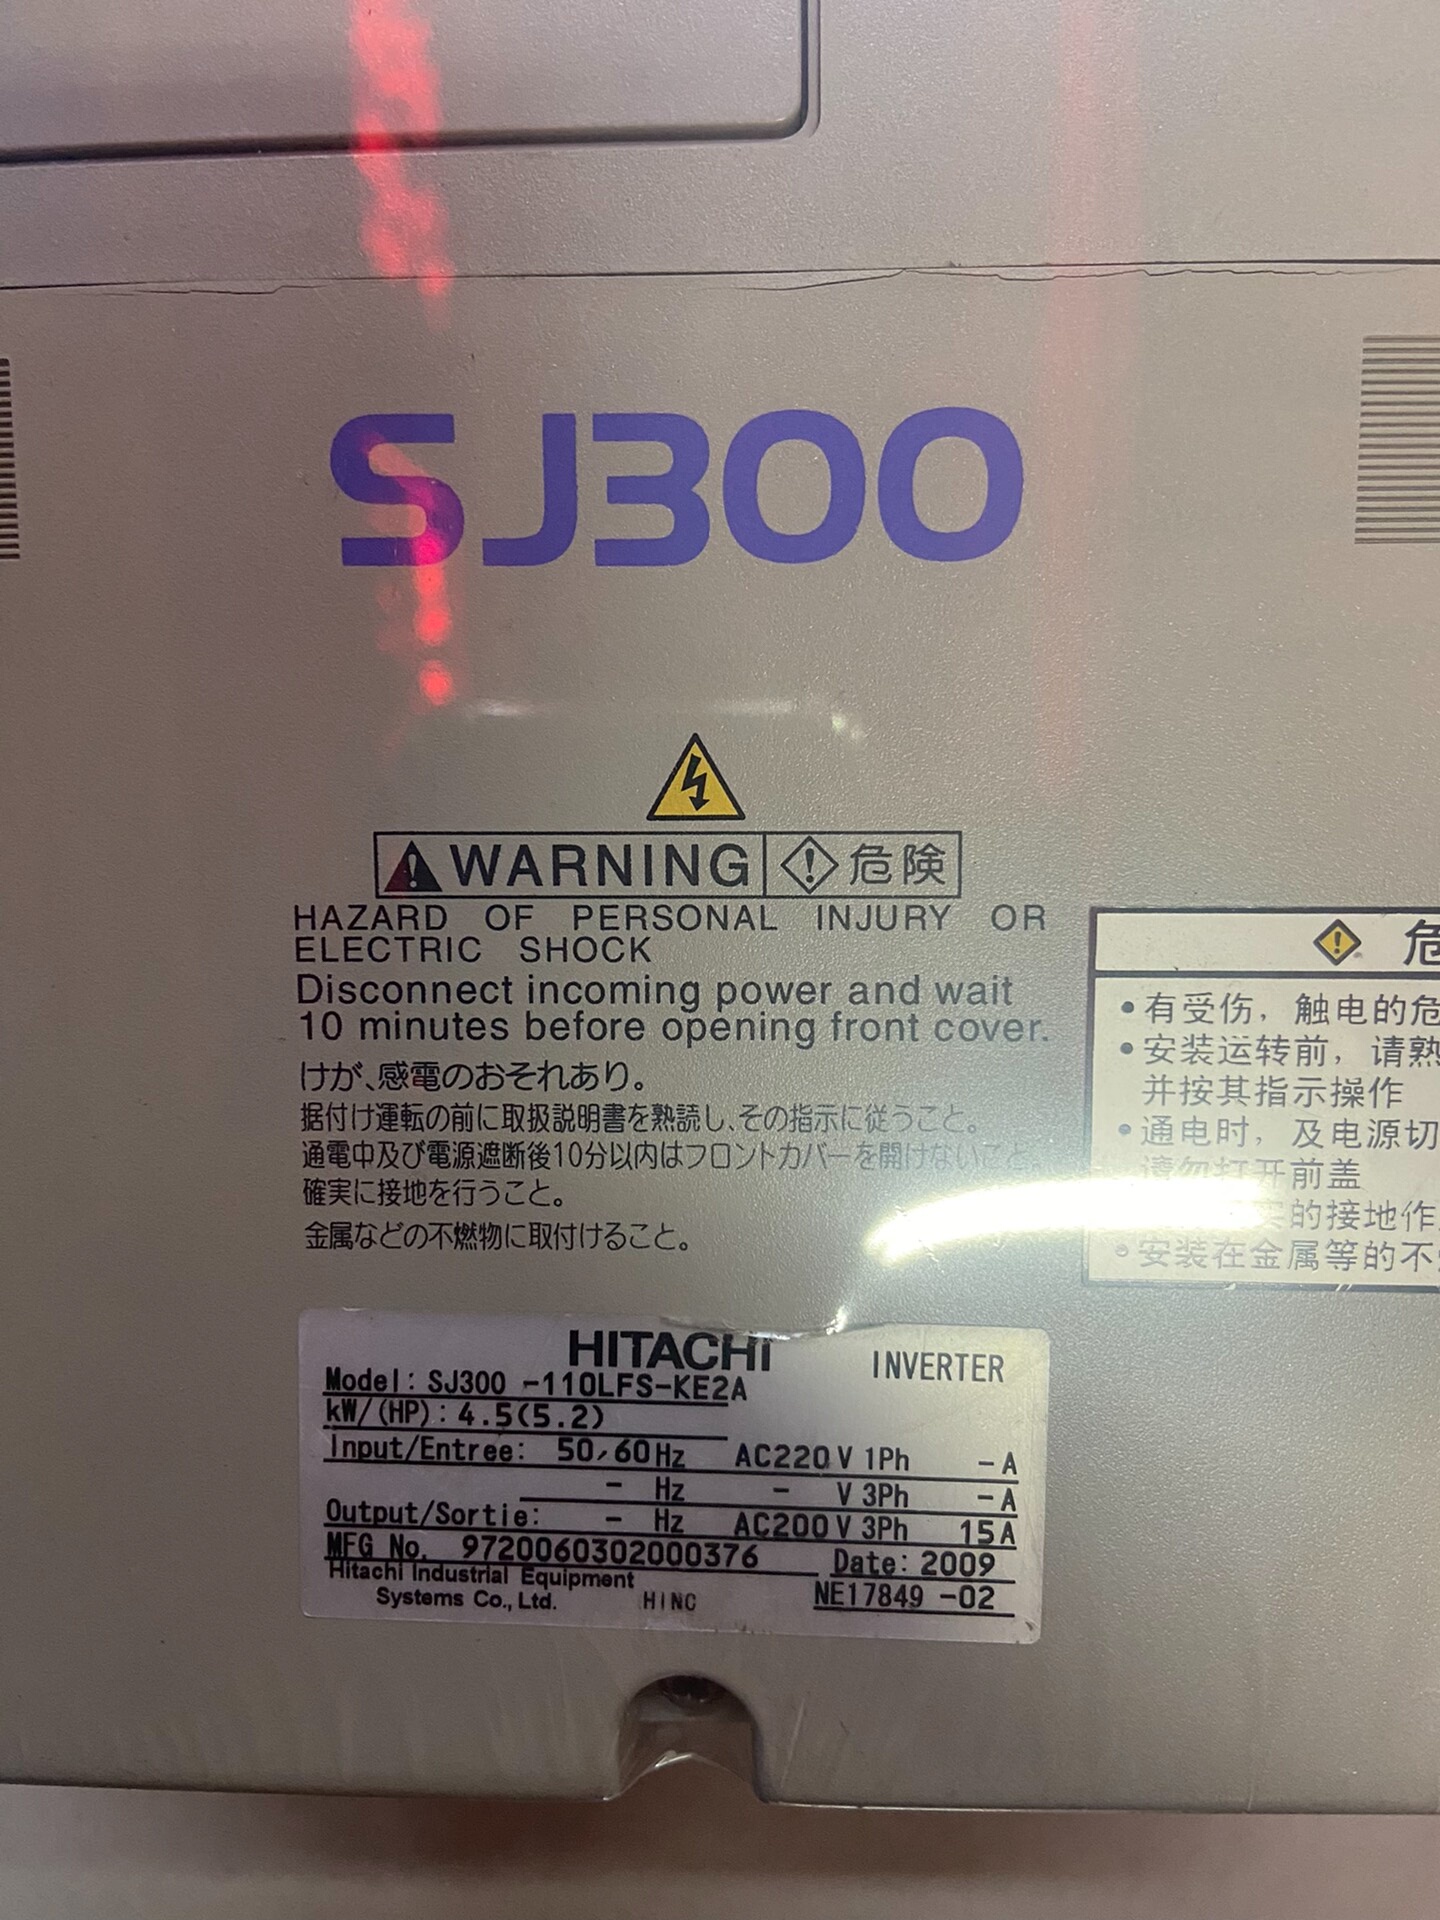 SJ300
WARNING 危険
HAZARD OF PERSONAL INJURY OR
ELECTRIC SHOCK
Disconnect incoming power and wait
10 minutes before opening front cover.
けが、感電のおそれあり。
据付け運転の前に取扱説明書を熟読し、その指示に従うこと。
通電中及び電源遮断後10分以内はフロントカバーを開けないこと。
確実に接地を行うこと。
金属などの不燃物に取付けること。
危
•有受伤，触电的危
•安装运转前，请熟
并按其指示操作
•通电时，及电源切
请勿打开前盖
的接地作
•安装在金属等的不
HITACHI INVERTER
Model: SJ300 -110LFS-KE2A
kW/(HP): 4.5(5.2)
Input/Entree: 50/60Hz AC220V 1Ph -A
- Hz - V 3Ph -A
Output/Sortie: - Hz AC200V 3Ph 15A
MFG No. 9720060302000376 Date: 2009
Hitachi Industrial Equipment
Systems Co., Ltd. HINC NE17849 -02